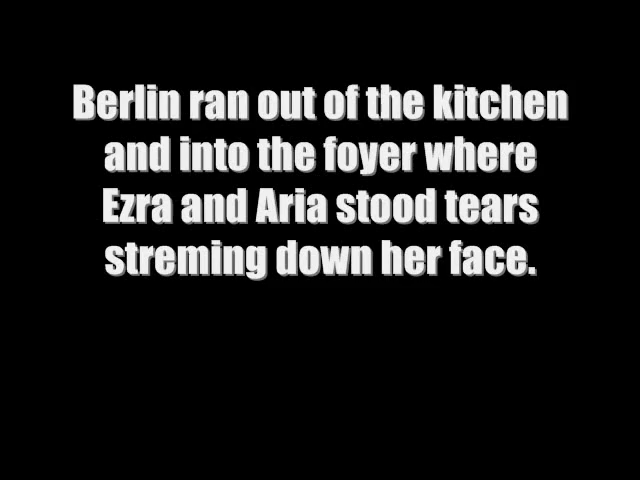 Berlin ran out of the kitchen
and into the foyer where
Ezra and Aria stood tears
streming down her face.